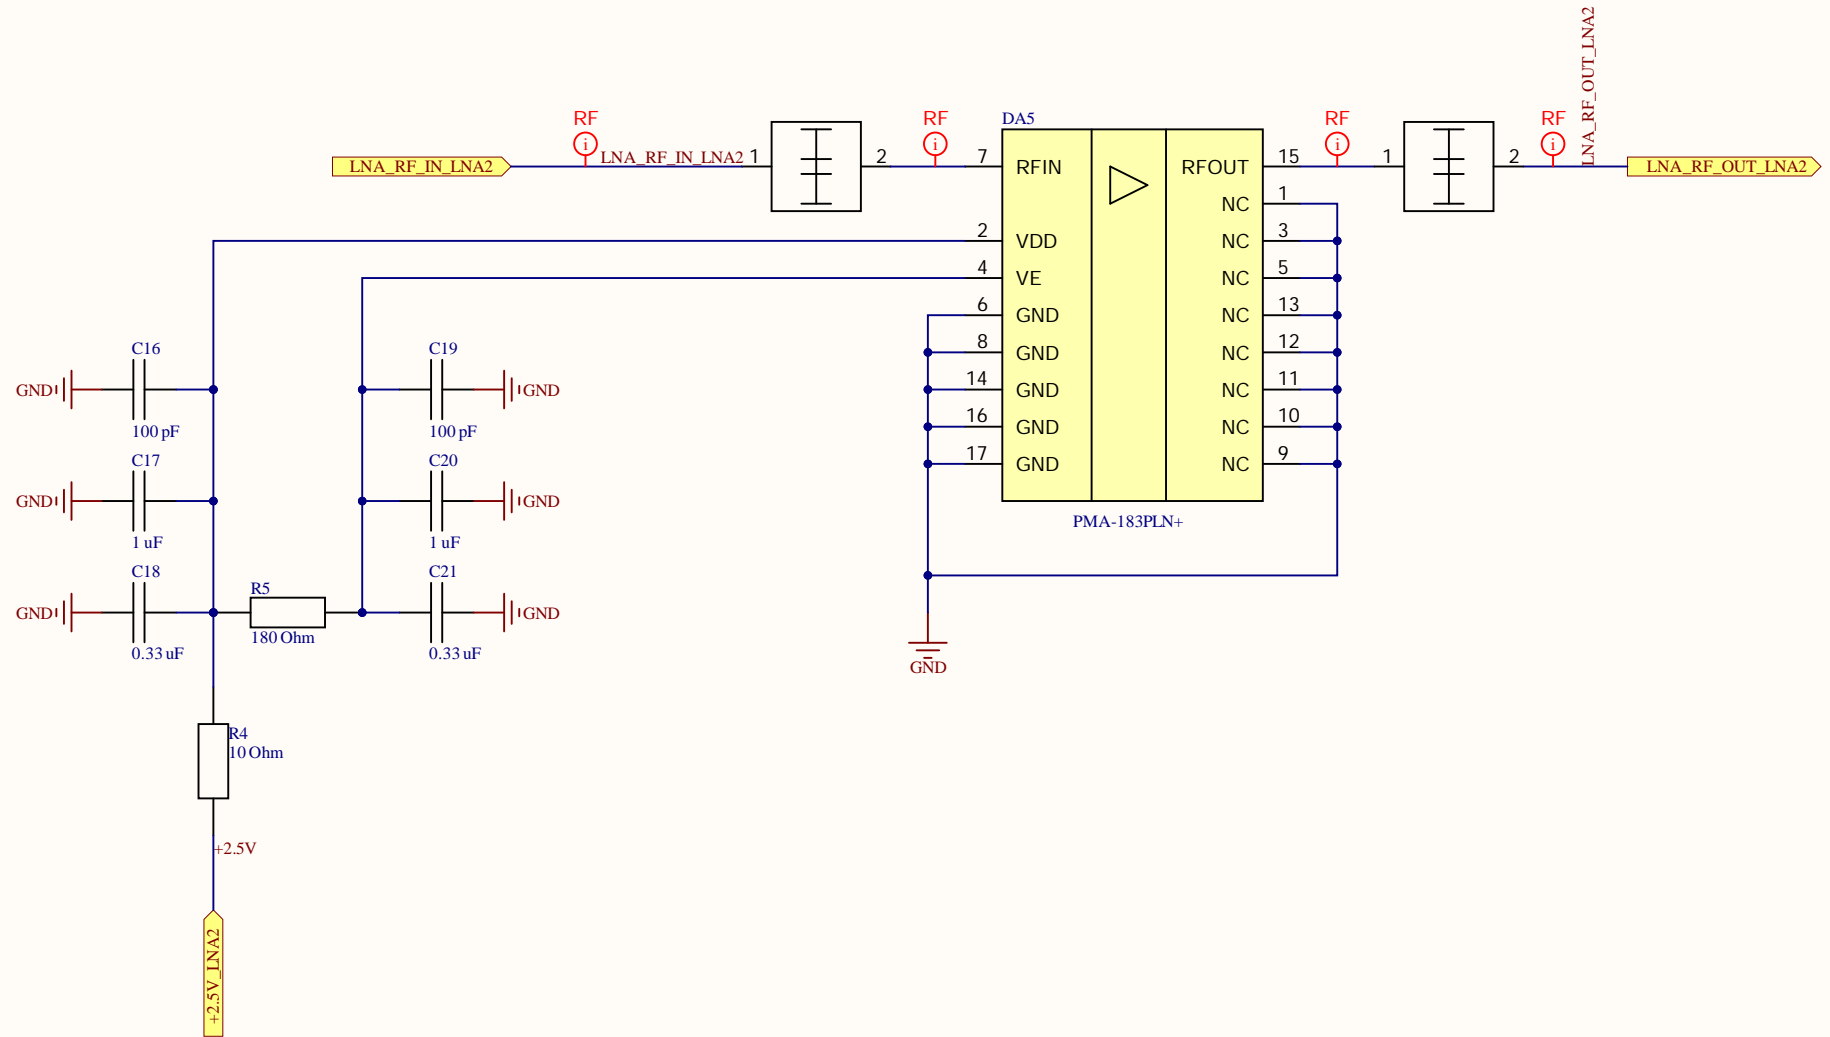 LNA_RF_OUT_LNA2
RF
RF
DA5
RF
RF
LNA_RF_IN_LNA2
LNA_RF_IN_LNA2
1
2
7
RFIN
RFOUT
15
1
2
LNA_RF_OUT_LNA2
NC
1
2
VDD
NC
3
4
VE
NC
5
6
GND
NC
13
8
GND
NC
12
14
GND
NC
11
16
GND
NC
10
17
GND
NC
9
PMA-183PLN+
C16
GND
100 pF
C19
GND
100 pF
C17
GND
1 uF
C20
GND
1 uF
C18
GND
0.33 uF
R5
180 Ohm
C21
GND
0.33 uF
GND
R4
10 Ohm
+2.5V
+2.5V_LNA2